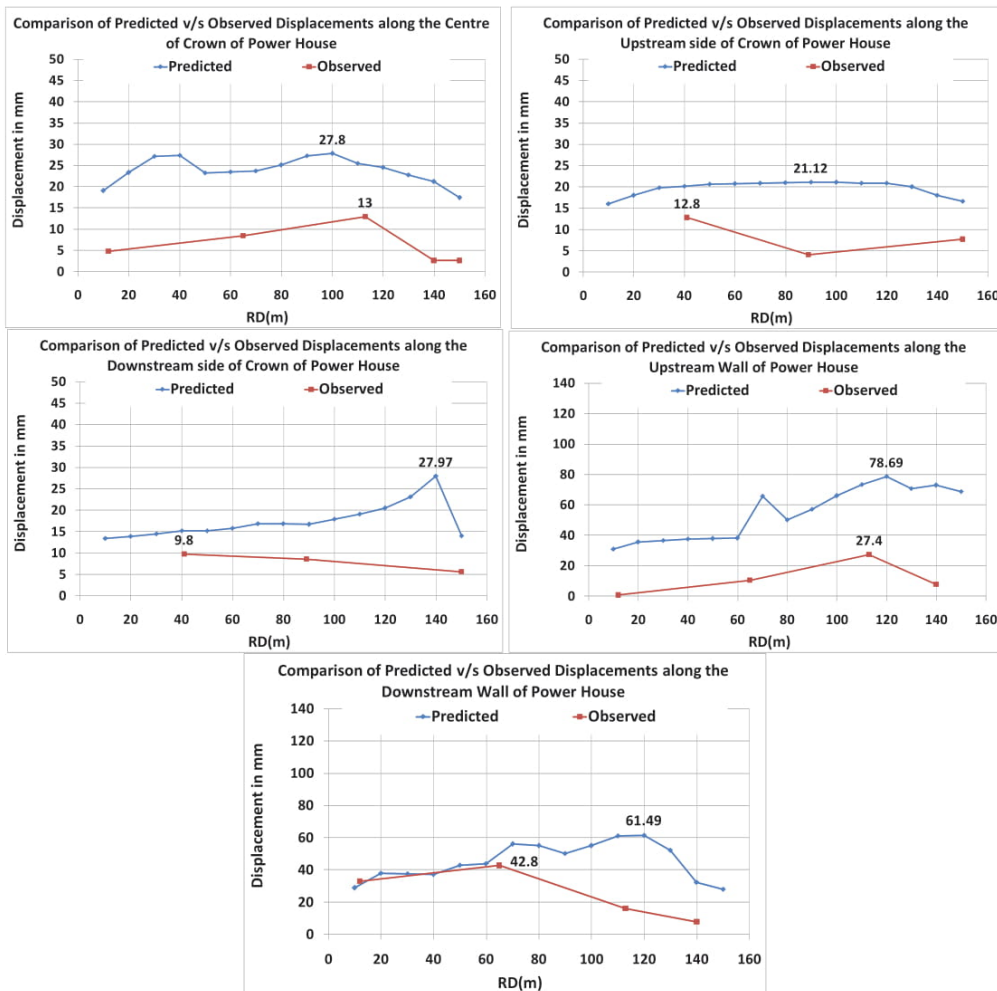 Comparison of Predicted v/s Observed Displacements along the Centre
of Crown of Power House
Predicted Observed
50
45
40
35
30
25
20
15
10
5
0
Displacement in mm
27.8
13
0 20 40 60 80 100 120 140 160
RD(m)
Comparison of Predicted v/s Observed Displacements along the
Upstream side of Crown of Power House
Predicted Observed
50
45
40
35
30
25
20
15
10
5
0
Displacement in mm
21.12
12.8
0 20 40 60 80 100 120 140 160
RD(m)
Comparison of Predicted v/s Observed Displacements along the
Downstream side of Crown of Power House
Predicted Observed
50
45
40
35
30
25
20
15
10
5
0
Displacement in mm
27.97
9.8
0 20 40 60 80 100 120 140 160
RD(m)
Comparison of Predicted v/s Observed Displacements along the
Upstream Wall of Power House
Predicted Observed
140
120
100
80
60
40
20
0
Displacement in mm
78.69
27.4
0 20 40 60 80 100 120 140 160
RD(m)
Comparison of Predicted v/s Observed Displacements along the
Downstream Wall of Power House
Predicted Observed
140
120
100
80
60
40
20
0
Displacement in mm
61.49
42.8
0 20 40 60 80 100 120 140 160
RD(m)